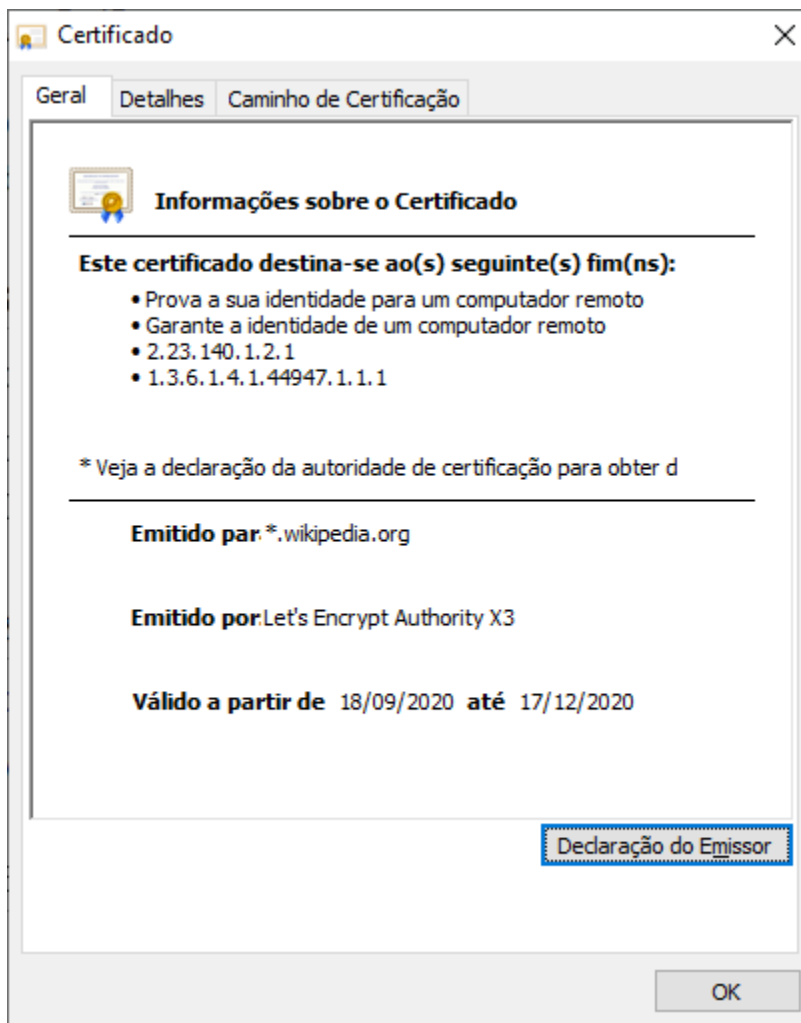 Certificado
Geral Detalhes Caminho de Certificação
Informações sobre o Certificado
Este certificado destina-se ao(s) seguinte(s) fim(ns):
• Prova a sua identidade para um computador remoto
• Garante a identidade de um computador remoto
• 2.23.140.1.2.1
• 1.3.6.1.4.1.44947.1.1.1
* Veja a declaração da autoridade de certificação para obter d
Emitido par *.wikipedia.org
Emitido por Let's Encrypt Authority X3
Válido a partir de 18/09/2020 até 17/12/2020
Declaração do Emissor
OK